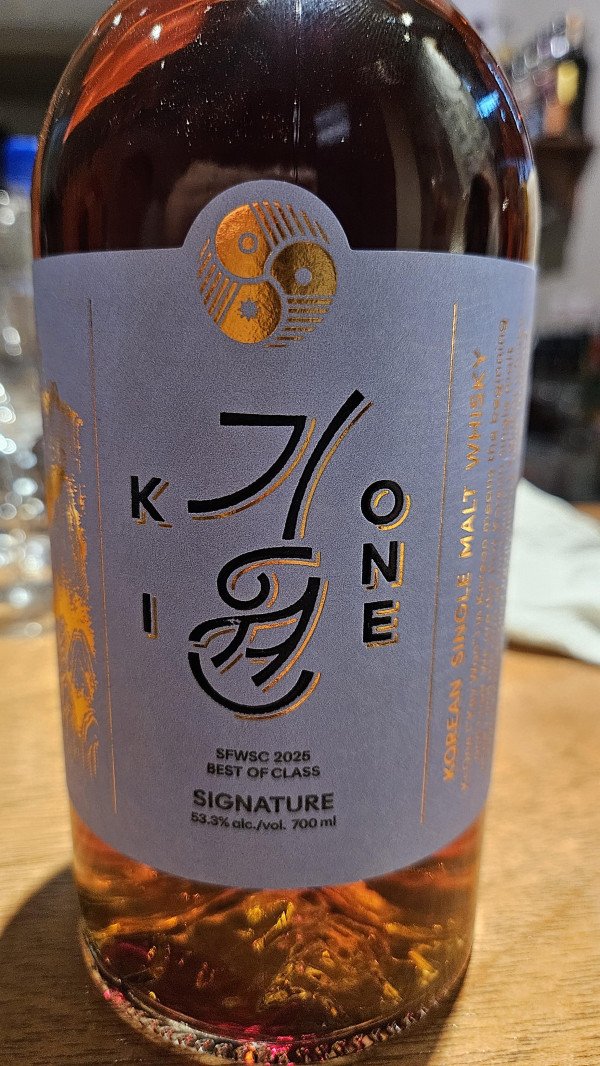 기원
KI
ONE
SFWSC 2025
BEST OF CLASS
SIGNATURE
53.3% alc./vol. 700 ml
KOREAN SINGLE MALT WHISKY